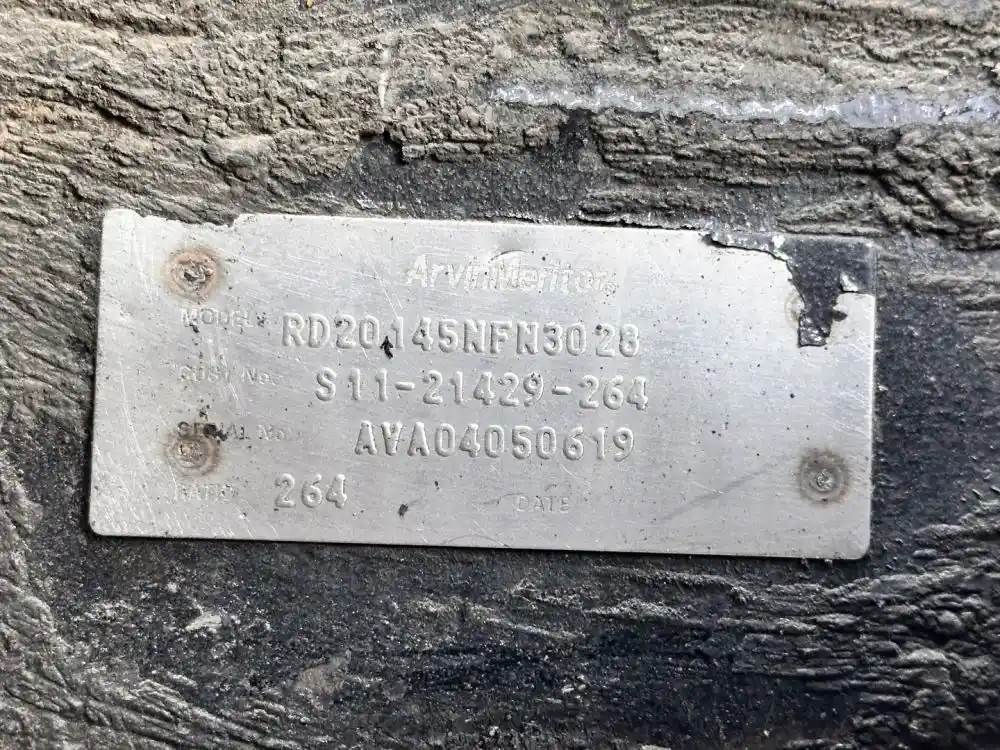 ArvinMeritor
MODEL RD20145NFN3028
CUST No. S11-21429-264
SERIAL No. AVA04050619
RATIO 264 DATE